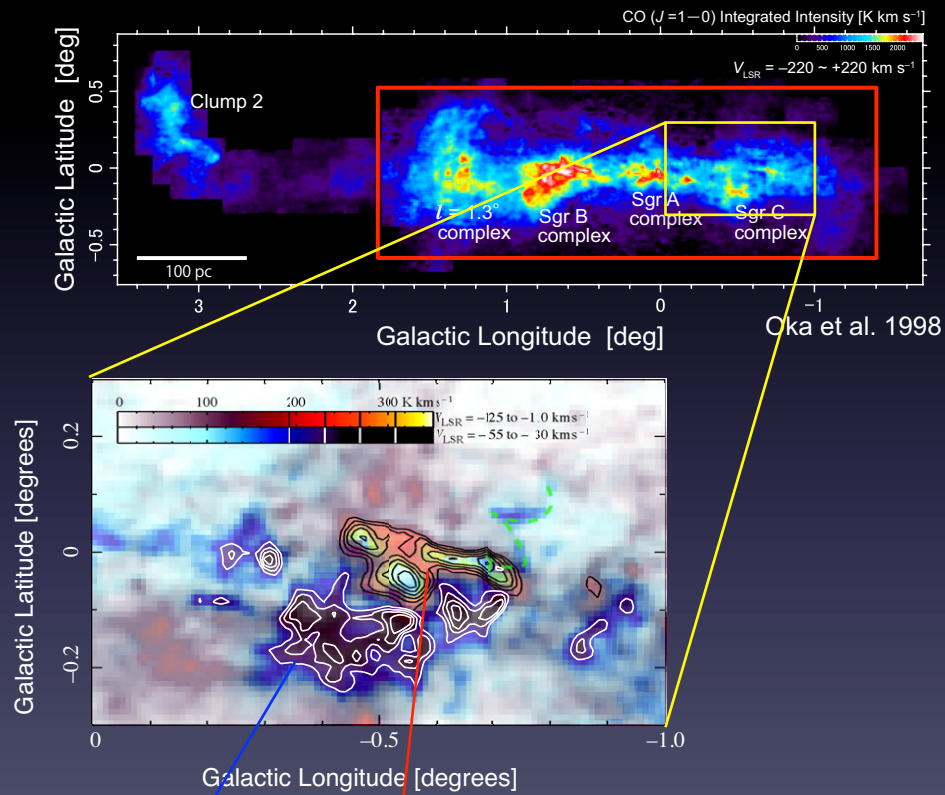 CO (J =1−0) Integrated Intensity [K km s⁻¹]
0 500 1000 1500 2000
V_LSR = −220 ~ +220 km s⁻¹
Galactic Latitude [deg]
0.5
0
−0.5
Clump 2
l = 1.3°
complex
Sgr B
complex
Sgr A
complex
Sgr C
complex
100 pc
3 2 1 0 −1
Galactic Longitude [deg]
Oka et al. 1998
0 100 200 300 K km s⁻¹
V_LSR = −125 to −1.0 km s⁻¹
V_LSR = −55 to − 30 km s⁻¹
Galactic Latitude [degrees]
0.2
0
−0.2
0 −0.5 −1.0
Galactic Longitude [degrees]